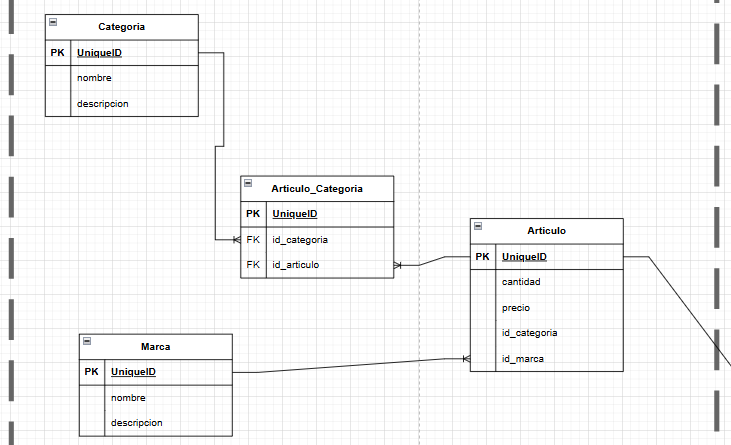 Categoria
PK UniqueID
nombre
descripcion
Articulo_Categoria
PK UniqueID
FK id_categoria
FK id_articulo
Articulo
PK UniqueID
cantidad
precio
id_categoria
id_marca
Marca
PK UniqueID
nombre
descripcion